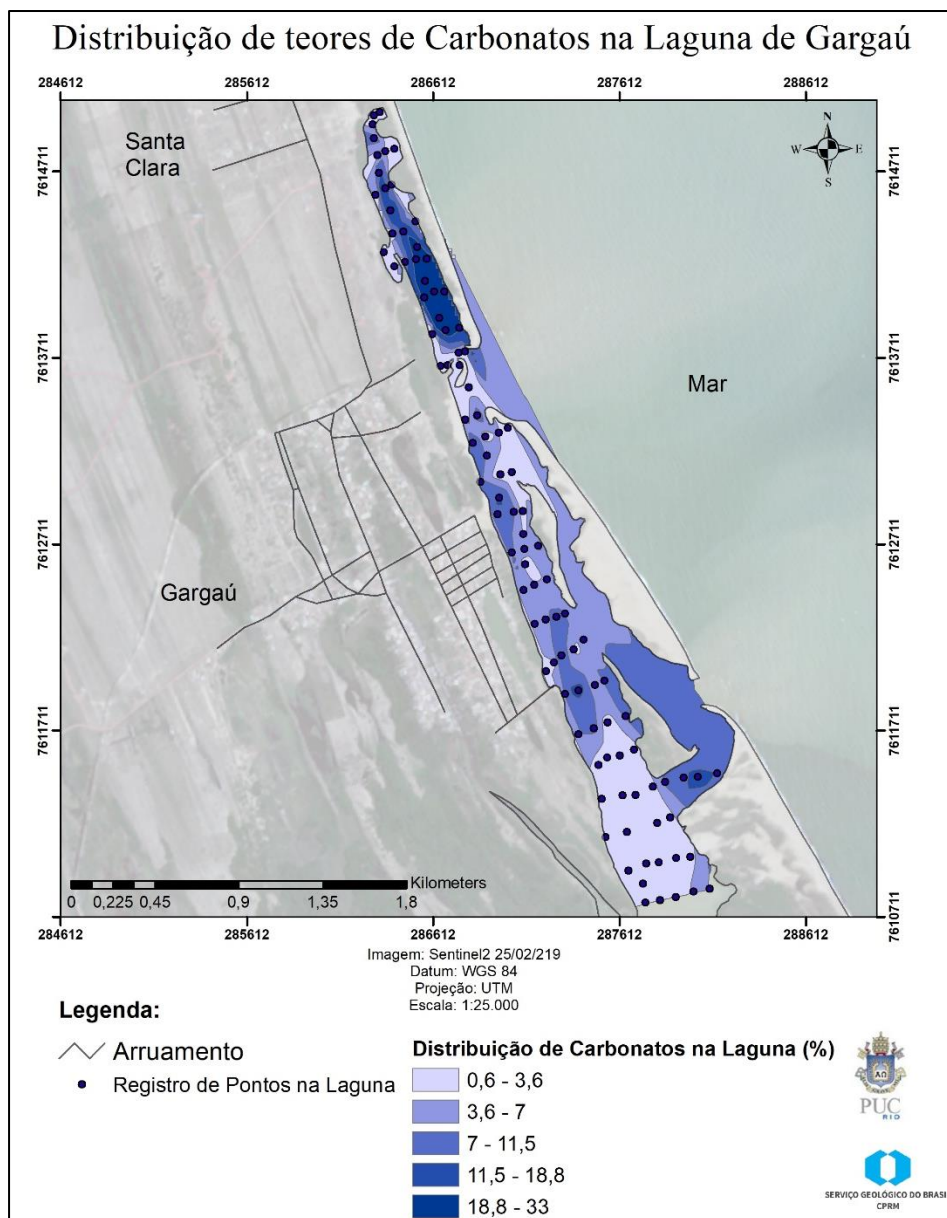 Distribuição de teores de Carbonatos na Laguna de Gargaú
284612 285612 286612 287612 288612
Santa
Clara
N
W E
S
7614711 7614711
7613711 7613711
Mar
7612711 7612711
Gargaú
7611711 7611711
Kilometers
0 0,225 0,45 0,9 1,35 1,8
7610711 7610711
284612 285612 286612 287612 288612
Imagem: Sentinel2 25/02/219
Datum: WGS 84
Projeção: UTM
Escala: 1:25.000
Legenda:
Arruamento
Registro de Pontos na Laguna
Distribuição de Carbonatos na Laguna (%)
0,6 - 3,6
3,6 - 7
7 - 11,5
11,5 - 18,8
18,8 - 33
PUC
RIO
SERVIÇO GEOLÓGICO DO BRASI
CPRM